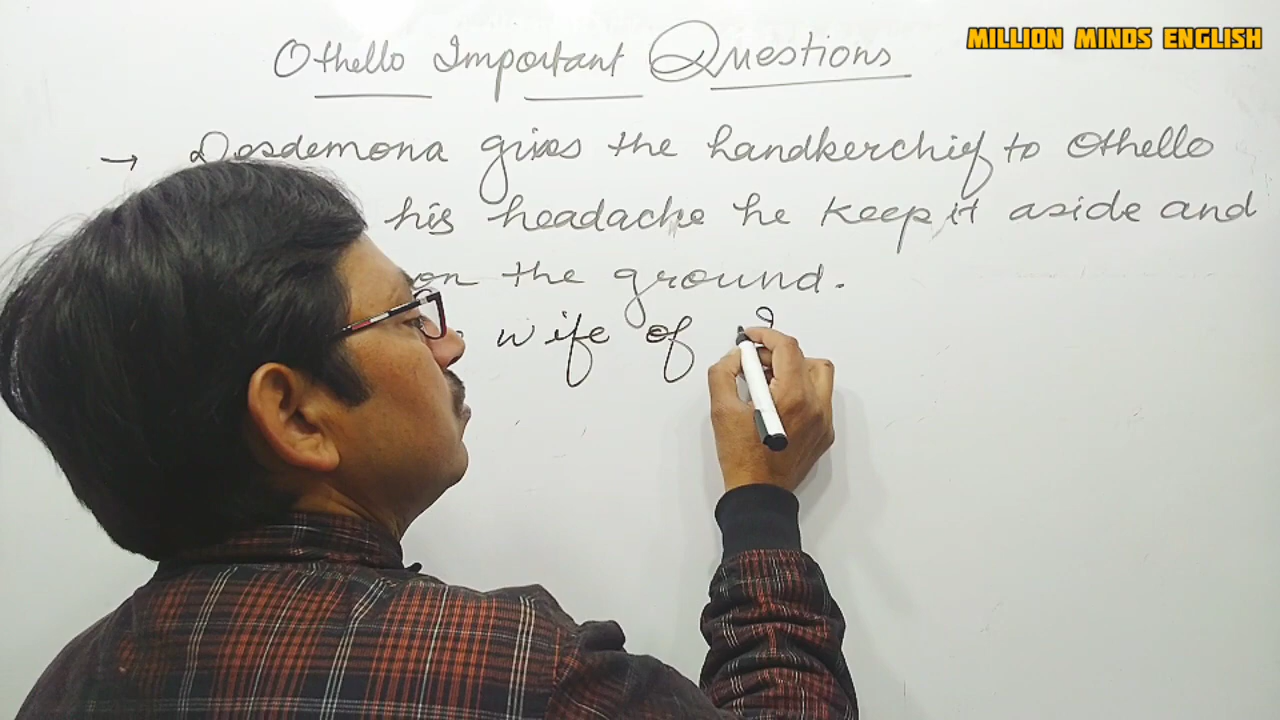 MILLION MINDS ENGLISH
Othello Important Questions
→ Desdemona gives the handkerchief to Othello
his headache he keep it aside and
on the ground.
wife of